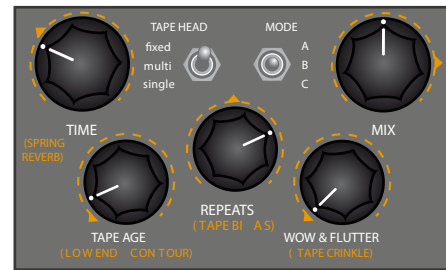 TAPE HEAD
MODE
fixed
multi
single
A
B
C
TIME
(SPRING
REVERB)
MIX
REPEATS
(TAPE BI AS)
TAPE AGE
(LOW END CON TOUR)
WOW & FLUTTER
( TAPE CRINKLE)